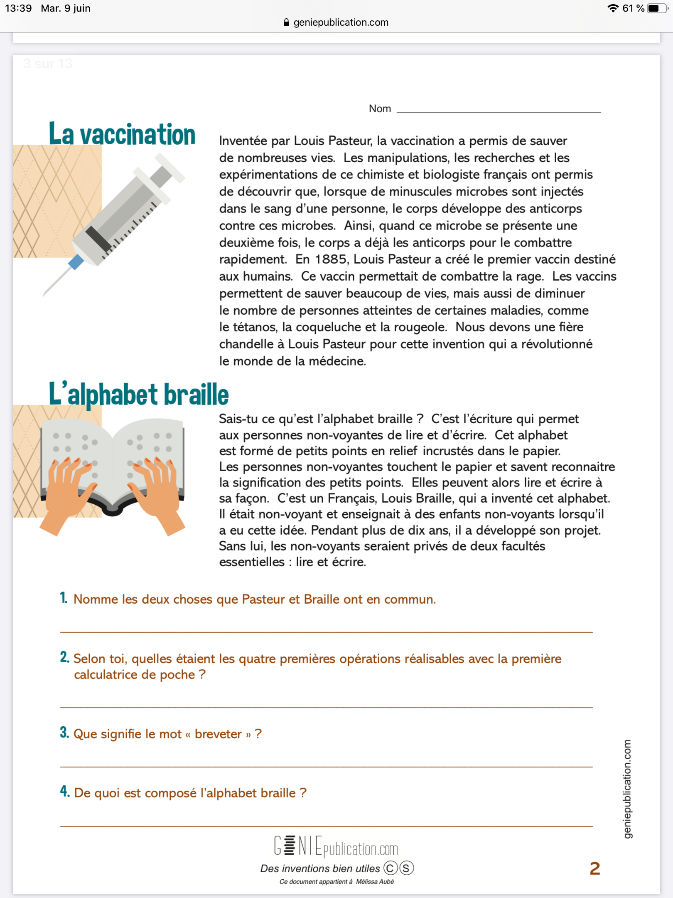 13:39 Mar. 9 juin
61 %
geniepublication.com
3 sur 13
Nom
La vaccination
Inventée par Louis Pasteur, la vaccination a permis de sauver
de nombreuses vies. Les manipulations, les recherches et les
expérimentations de ce chimiste et biologiste français ont permis
de découvrir que, lorsque de minuscules microbes sont injectés
dans le sang d'une personne, le corps développe des anticorps
contre ces microbes. Ainsi, quand ce microbe se présente une
deuxième fois, le corps a déjà les anticorps pour le combattre
rapidement. En 1885, Louis Pasteur a créé le premier vaccin destiné
aux humains. Ce vaccin permettait de combattre la rage. Les vaccins
permettent de sauver beaucoup de vies, mais aussi de diminuer
le nombre de personnes atteintes de certaines maladies, comme
le tétanos, la coqueluche et la rougeole. Nous devons une fière
chandelle à Louis Pasteur pour cette invention qui a révolutionné
le monde de la médecine.
L'alphabet braille
Sais-tu ce qu'est l'alphabet braille ? C'est l'écriture qui permet
aux personnes non-voyantes de lire et d'écrire. Cet alphabet
est formé de petits points en relief incrustés dans le papier.
Les personnes non-voyantes touchent le papier et savent reconnaitre
la signification des petits points. Elles peuvent alors lire et écrire à
sa façon. C'est un Français, Louis Braille, qui a inventé cet alphabet.
Il était non-voyant et enseignait à des enfants non-voyants lorsqu'il
a eu cette idée. Pendant plus de dix ans, il a développé son projet.
Sans lui, les non-voyants seraient privés de deux facultés
essentielles : lire et écrire.
1. Nomme les deux choses que Pasteur et Braille ont en commun.
2. Selon toi, quelles étaient les quatre premières opérations réalisables avec la première
calculatrice de poche ?
3. Que signifie le mot « breveter » ?
4. De quoi est composé l'alphabet braille ?
geniepublication.com
GÉNIEpublication.com
Des inventions bien utiles C S
Ce document appartient à Mélissa Aubé
2